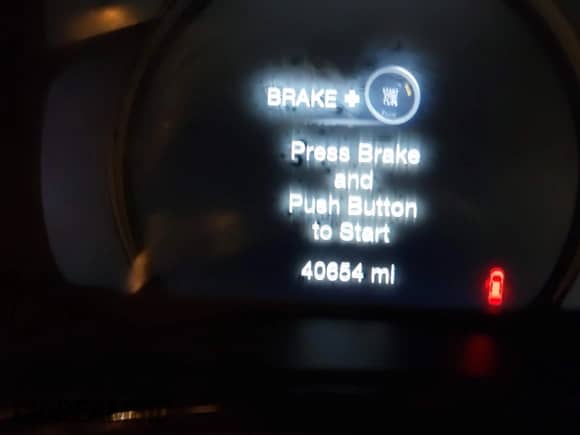 BRAKE +
Press Brake
and
Push Button
to Start
40654 mi